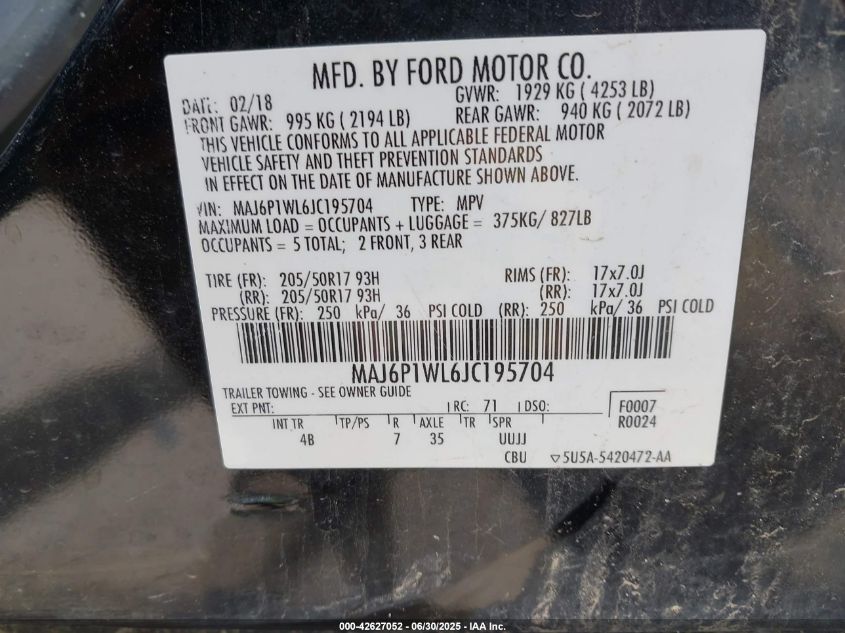 MFD. BY FORD MOTOR CO.
DATE: 02/18 GVWR: 1929 KG ( 4253 LB)
FRONT GAWR: 995 KG ( 2194 LB) REAR GAWR: 940 KG ( 2072 LB)
THIS VEHICLE CONFORMS TO ALL APPLICABLE FEDERAL MOTOR
VEHICLE SAFETY AND THEFT PREVENTION STANDARDS
IN EFFECT ON THE DATE OF MANUFACTURE SHOWN ABOVE.
VIN: MAJ6P1WL6JC195704 TYPE: MPV
MAXIMUM LOAD = OCCUPANTS + LUGGAGE = 375KG/ 827LB
OCCUPANTS = 5 TOTAL; 2 FRONT, 3 REAR
TIRE (FR): 205/50R17 93H RIMS (FR): 17x7.0J
(RR): 205/50R17 93H (RR): 17x7.0J
PRESSURE (FR): 250 kPa/ 36 PSI COLD (RR): 250 kPa/ 36 PSI COLD
MAJ6P1WL6JC195704
TRAILER TOWING - SEE OWNER GUIDE
EXT PNT: RC: 71 DSO: F0007
INT TR TP/PS R AXLE TR SPR R0024
4B 7 35 UUJJ
CBU ▽5U5A-5420472-AA
000-42627052 - 06/30/2025 - IAA Inc.